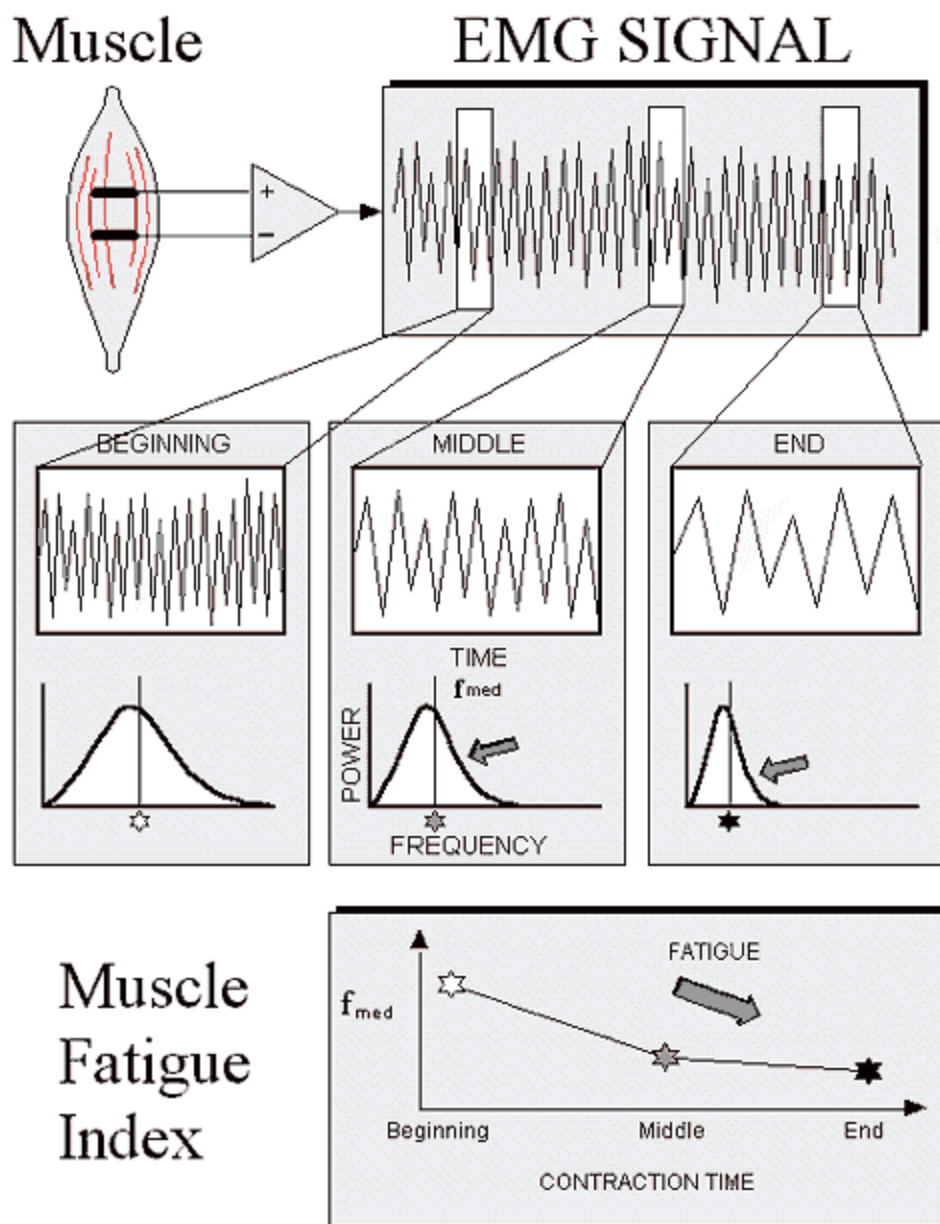 Muscle
EMG SIGNAL
+
−
BEGINNING
MIDDLE
END
TIME
fmed
POWER
FREQUENCY
Muscle
Fatigue
Index
FATIGUE
fmed
Beginning
Middle
End
CONTRACTION TIME